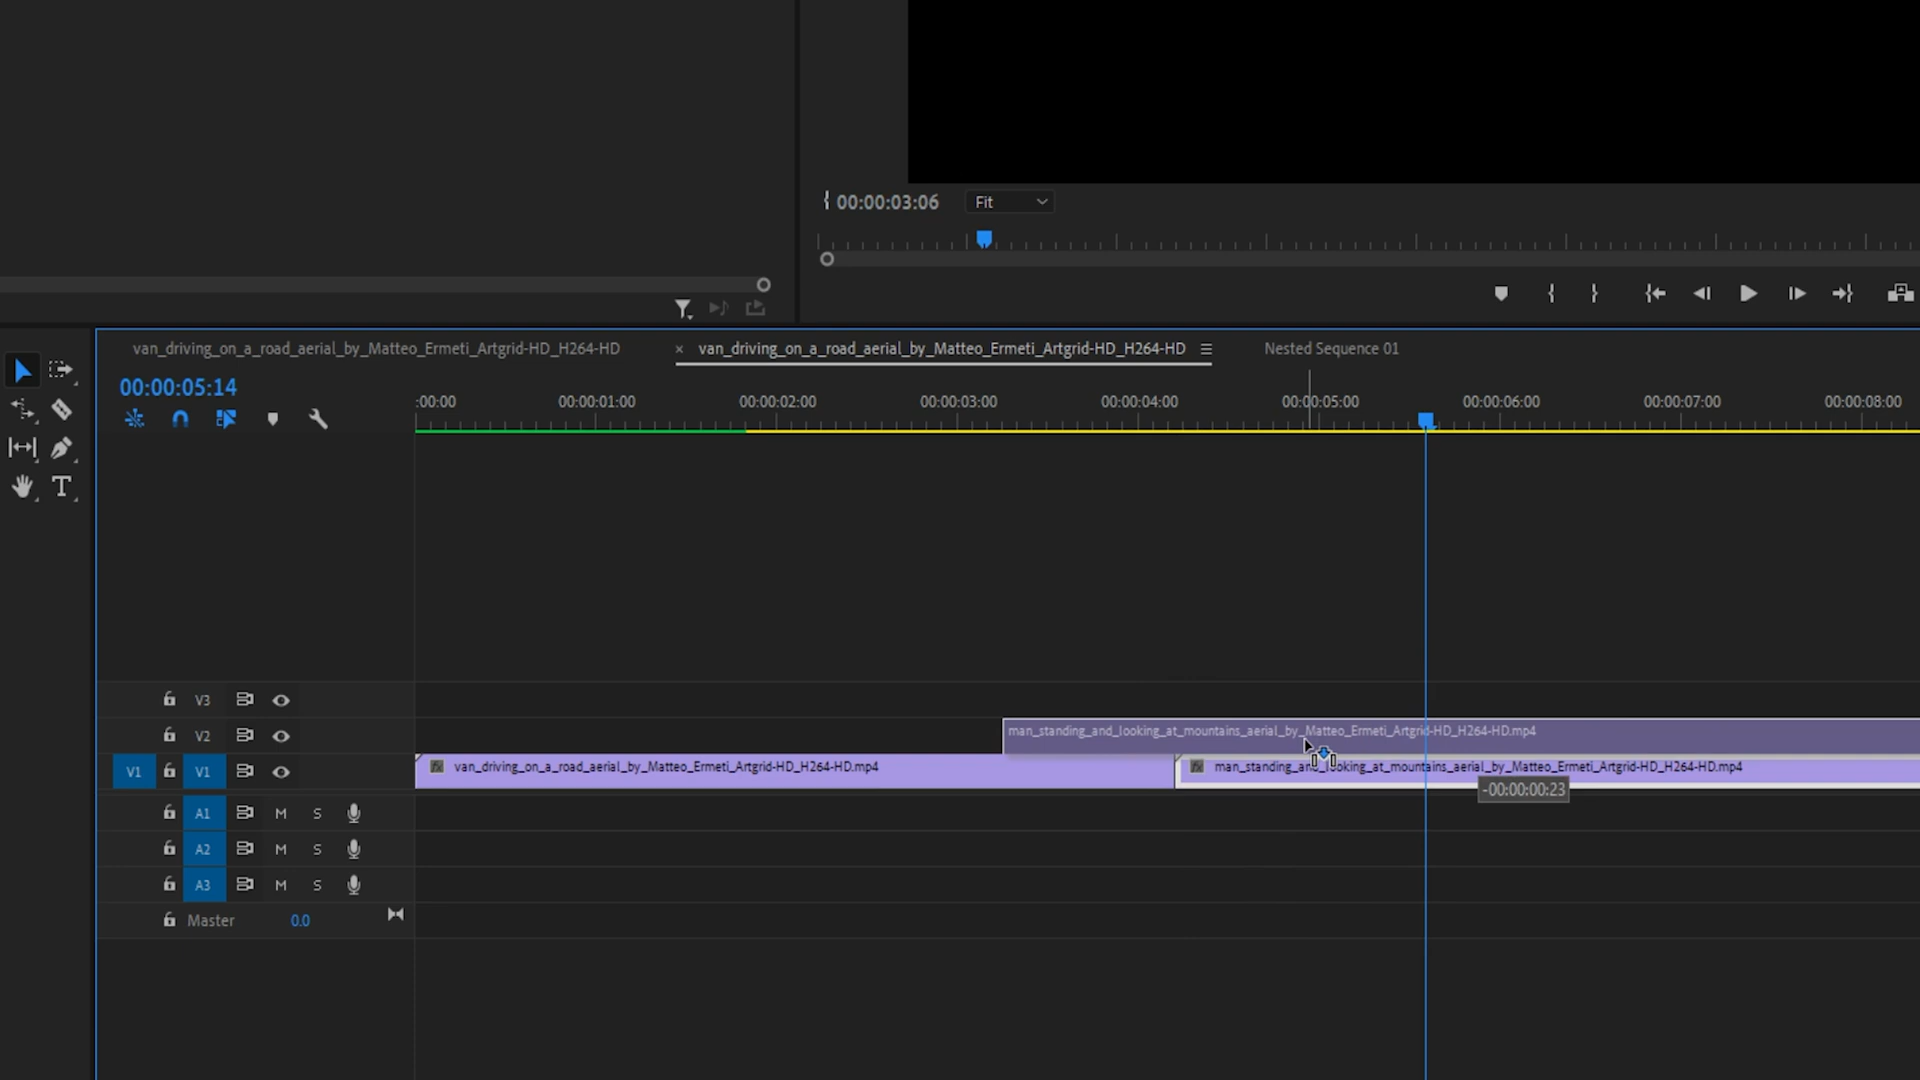 00:00:03:06 Fit
van_driving_on_a_road_aerial_by_Matteo_Ermeti_Artgrid-HD_H264-HD × van_driving_on_a_road_aerial_by_Matteo_Ermeti_Artgrid-HD_H264-HD Nested Sequence 01
00:00:05:14
:00:00 00:00:01:00 00:00:02:00 00:00:03:00 00:00:04:00 00:00:05:00 00:00:06:00 00:00:07:00 00:00:08:00
T
V3
V2 man_standing_and_looking_at_mountains_aerial_by_Matteo_Ermeti_Artgrid-HD_H264-HD.mp4
V1 V1 fx van_driving_on_a_road_aerial_by_Matteo_Ermeti_Artgrid-HD_H264-HD.mp4 fx man_standing_and_looking_at_mountains_aerial_by_Matteo_Ermeti_Artgrid-HD_H264-HD.mp4
-00:00:00:23
A1 M S
A2 M S
A3 M S
Master 0.0